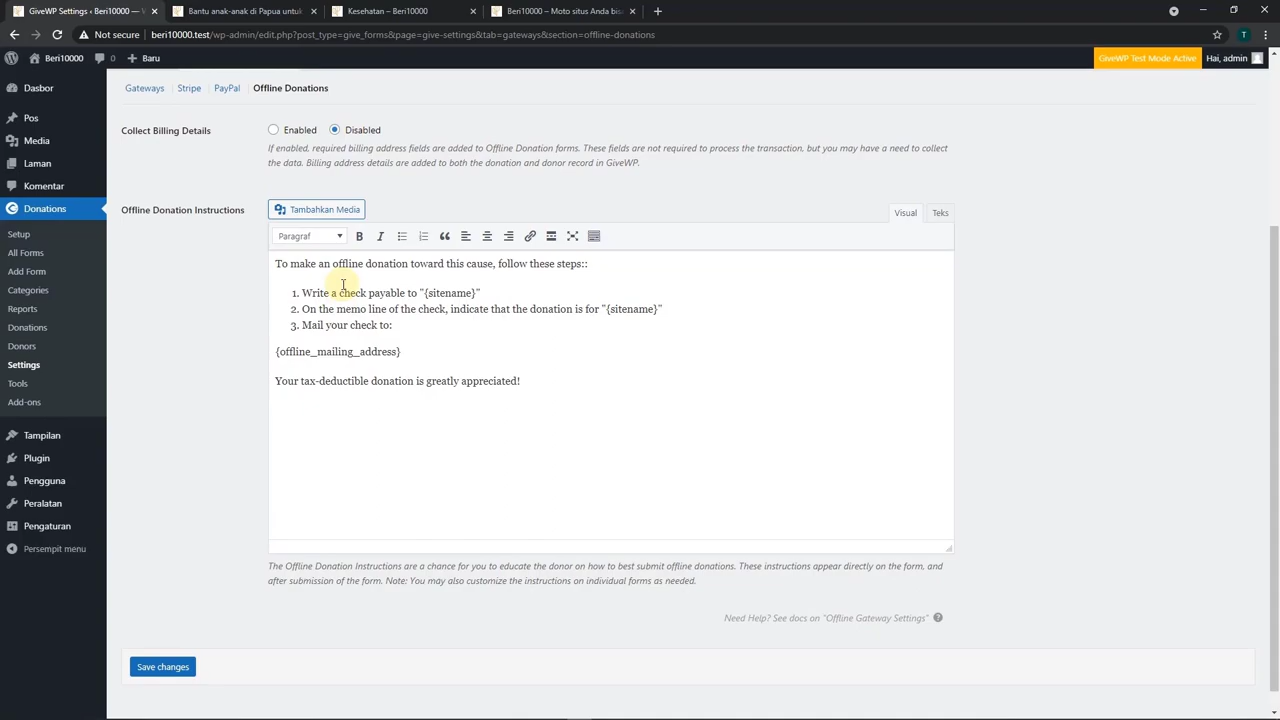 GiveWP Settings ‹ Beri10000 —
Bantu anak-anak di Papua untuk
Kesehatan – Beri10000
Beri10000 – Moto situs Anda bisa
Not secure
beri10000.test/wp-admin/edit.php?post_type=give_forms&page=give-settings&tab=gateways&section=offline-donations
T
Beri10000
0
Baru
GiveWP Test Mode Active
Hai, admin
Dasbor
Pos
Media
Laman
Komentar
Donations
Setup
All Forms
Add Form
Categories
Reports
Donations
Donors
Settings
Tools
Add-ons
Tampilan
Plugin
Pengguna
Peralatan
Pengaturan
Persempit menu
Gateways | Stripe | PayPal | Offline Donations
Collect Billing Details
Enabled
Disabled
If enabled, required billing address fields are added to Offline Donation forms. These fields are not required to process the transaction, but you may have a need to collect
the data. Billing address details are added to both the donation and donor record in GiveWP.
Offline Donation Instructions
Tambahkan Media
Visual
Teks
Paragraf
To make an offline donation toward this cause, follow these steps::
1. Write a check payable to "{sitename}"
2. On the memo line of the check, indicate that the donation is for "{sitename}"
3. Mail your check to:
{offline_mailing_address}
Your tax-deductible donation is greatly appreciated!
The Offline Donation Instructions are a chance for you to educate the donor on how to best submit offline donations. These instructions appear directly on the form, and
after submission of the form. Note: You may also customize the instructions on individual forms as needed.
Need Help? See docs on "Offline Gateway Settings"
Save changes